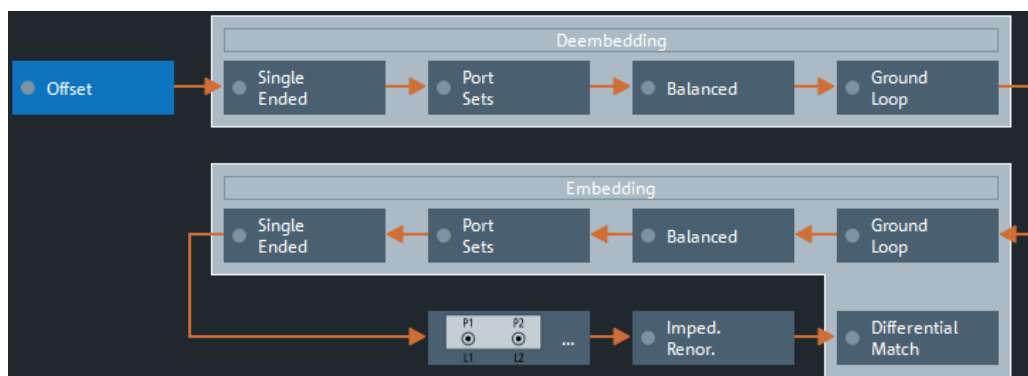 Deembedding
Offset
Single
Ended
Port
Sets
Balanced
Ground
Loop
Embedding
Single
Ended
Port
Sets
Balanced
Ground
Loop
P1 P2
L1 L2
...
Imped.
Renor.
Differential
Match